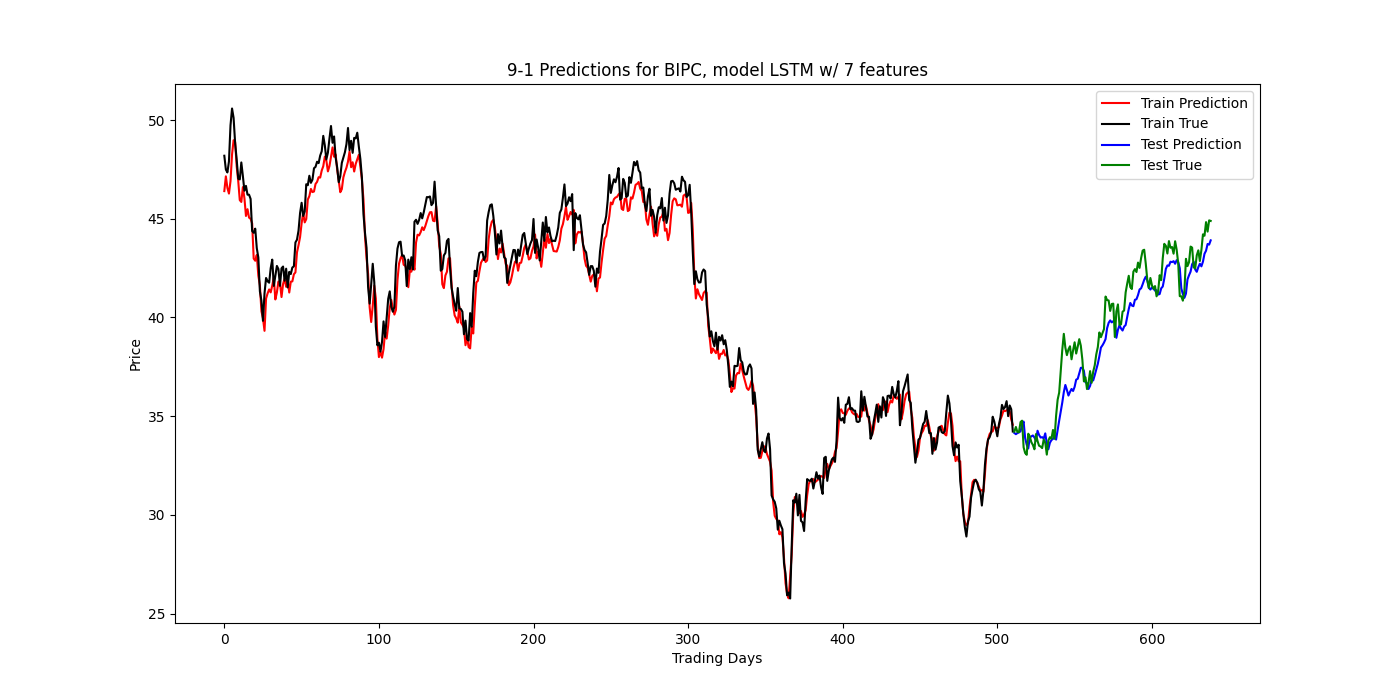 9-1 Predictions for BIPC, model LSTM w/ 7 features
Train Prediction
Train True
Test Prediction
Test True
Price
50
45
40
35
30
25
0 100 200 300 400 500 600
Trading Days